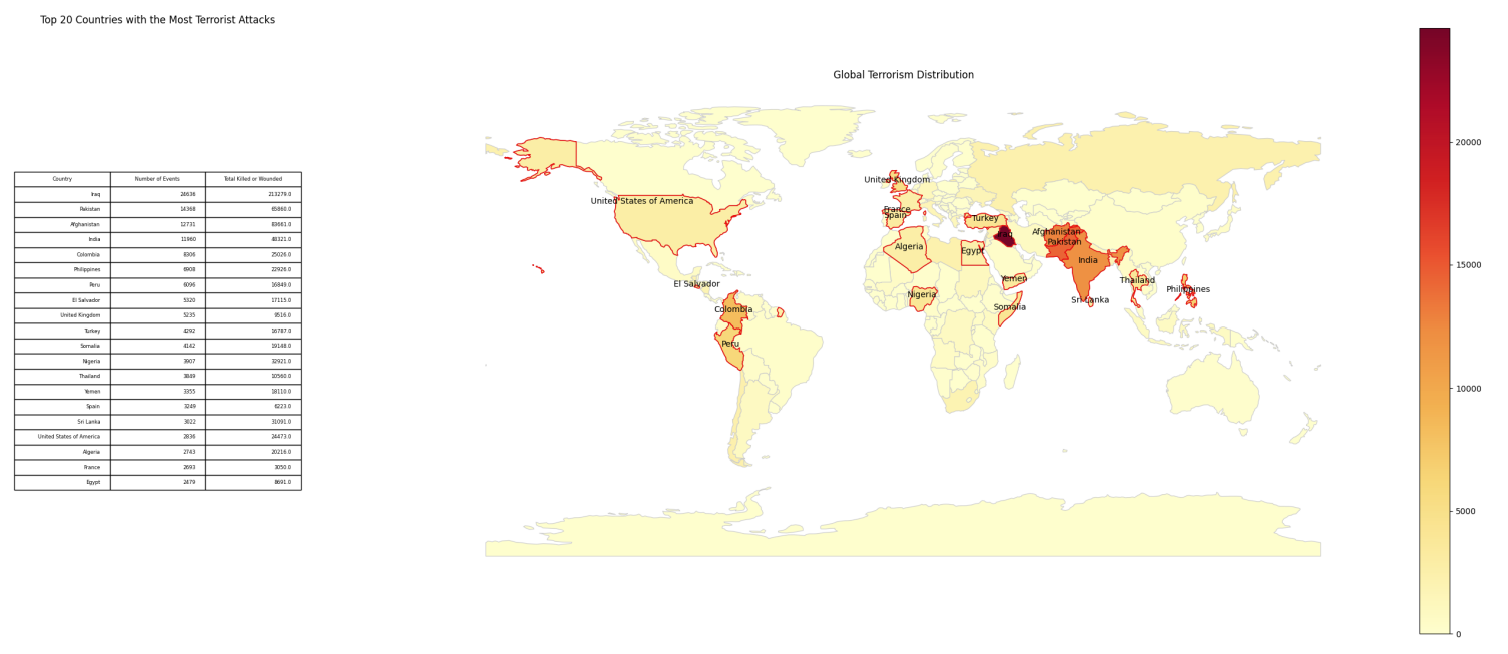 Top 20 Countries with the Most Terrorist Attacks
Country Number of Events Total Killed or Wounded
Iraq 24636 213279.0
Pakistan 14368 65860.0
Afghanistan 12731 83661.0
India 11960 48321.0
Colombia 8306 25026.0
Philippines 6908 22926.0
Peru 6096 16849.0
El Salvador 5320 17115.0
United Kingdom 5235 9516.0
Turkey 4292 16787.0
Somalia 4142 19148.0
Nigeria 3907 32921.0
Thailand 3849 10560.0
Yemen 3355 18110.0
Spain 3249 6223.0
Sri Lanka 3022 31091.0
United States of America 2836 24473.0
Algeria 2743 20216.0
France 2693 3050.0
Egypt 2479 8691.0
Global Terrorism Distribution
United Kingdom
United States of America
France
Spain
Turkey
Iraq
Afghanistan
Pakistan
Algeria
Egypt
India
Yemen
Thailand
El Salvador
Philippines
Nigeria
Sri Lanka
Somalia
Colombia
Peru
20000
15000
10000
5000
0